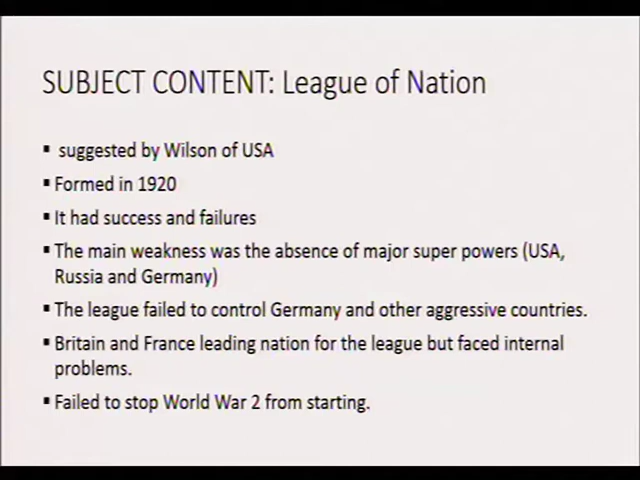 SUBJECT CONTENT: League of Nation
▪ suggested by Wilson of USA
▪ Formed in 1920
▪ It had success and failures
▪ The main weakness was the absence of major super powers (USA,
Russia and Germany)
▪ The league failed to control Germany and other aggressive countries.
▪ Britain and France leading nation for the league but faced internal
problems.
▪ Failed to stop World War 2 from starting.